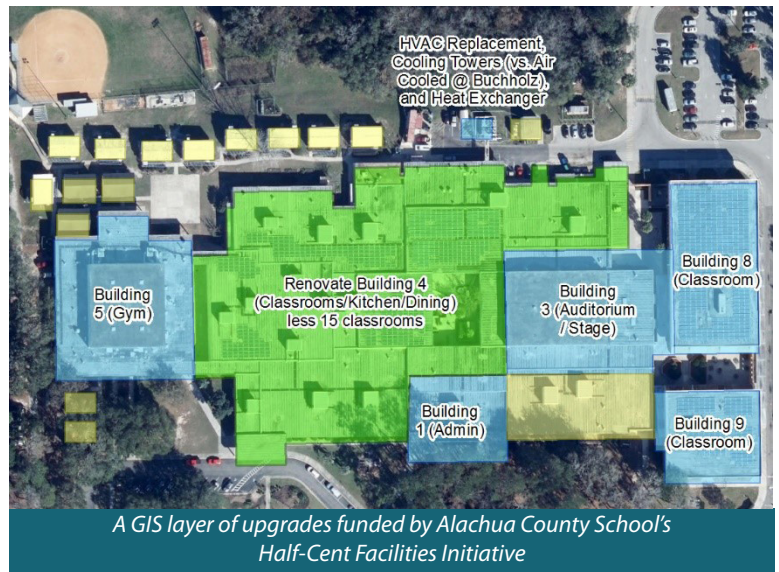 HVAC Replacement,
Cooling Towers (vs. Air
Cooled @ Buchholz),
and Heat Exchanger
Building 8
(Classroom)
Renovate Building 4
(Classrooms/Kitchen/Dining)
less 15 classrooms
Building
5 (Gym)
Building
3 (Auditorium
/ Stage)
Building
1 (Admin)
Building 9
(Classroom)
A GIS layer of upgrades funded by Alachua County School's
Half-Cent Facilities Initiative